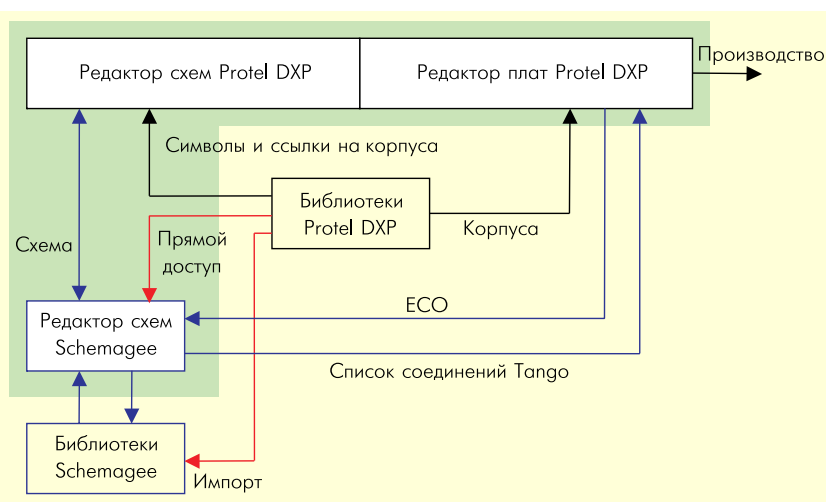 Редактор схем Protel DXP
Редактор плат Protel DXP
Производство
Символы и ссылки на корпуса
Библиотеки
Protel DXP
Корпуса
Схема
Прямой
доступ
ECO
Редактор схем
Schemagee
Список соединений Tango
Библиотеки
Schemagee
Импорт